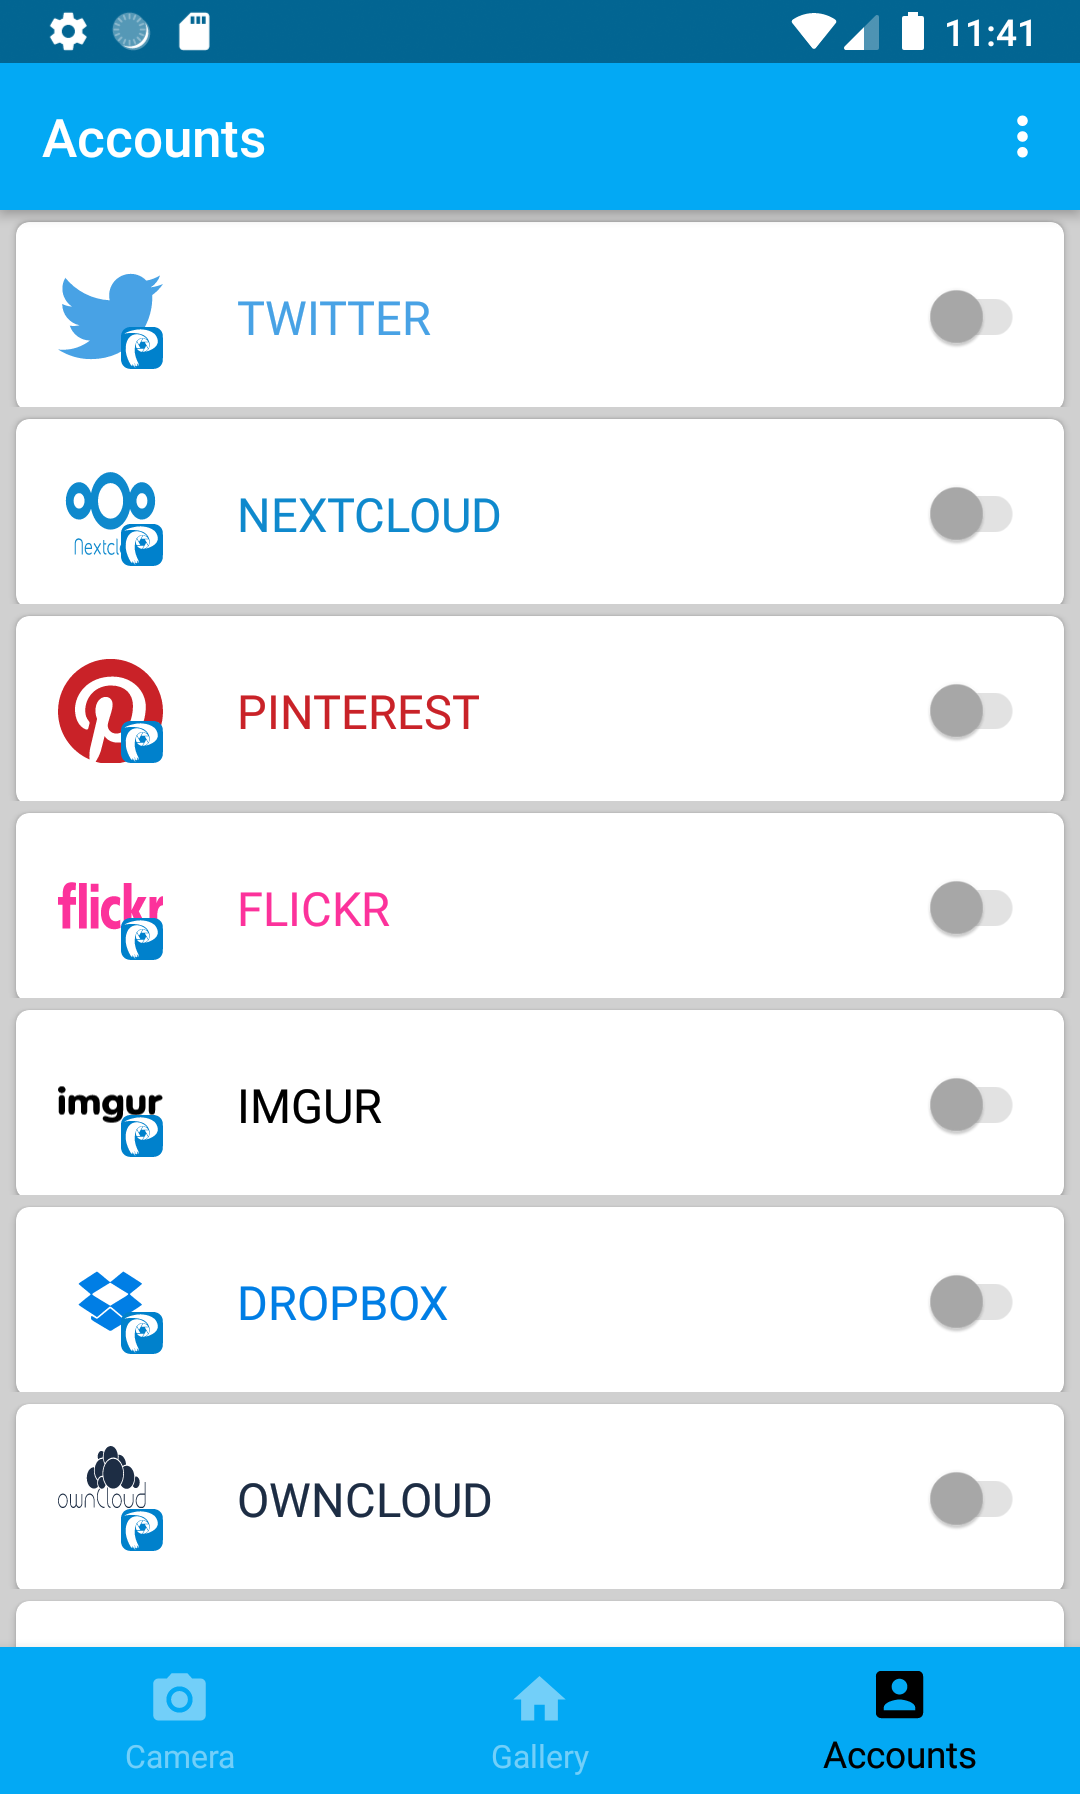 11:41
Accounts
TWITTER
Nextcl
NEXTCLOUD
PINTEREST
flickr
FLICKR
imgur
IMGUR
DROPBOX
ownCloud
OWNCLOUD
Camera
Gallery
Accounts